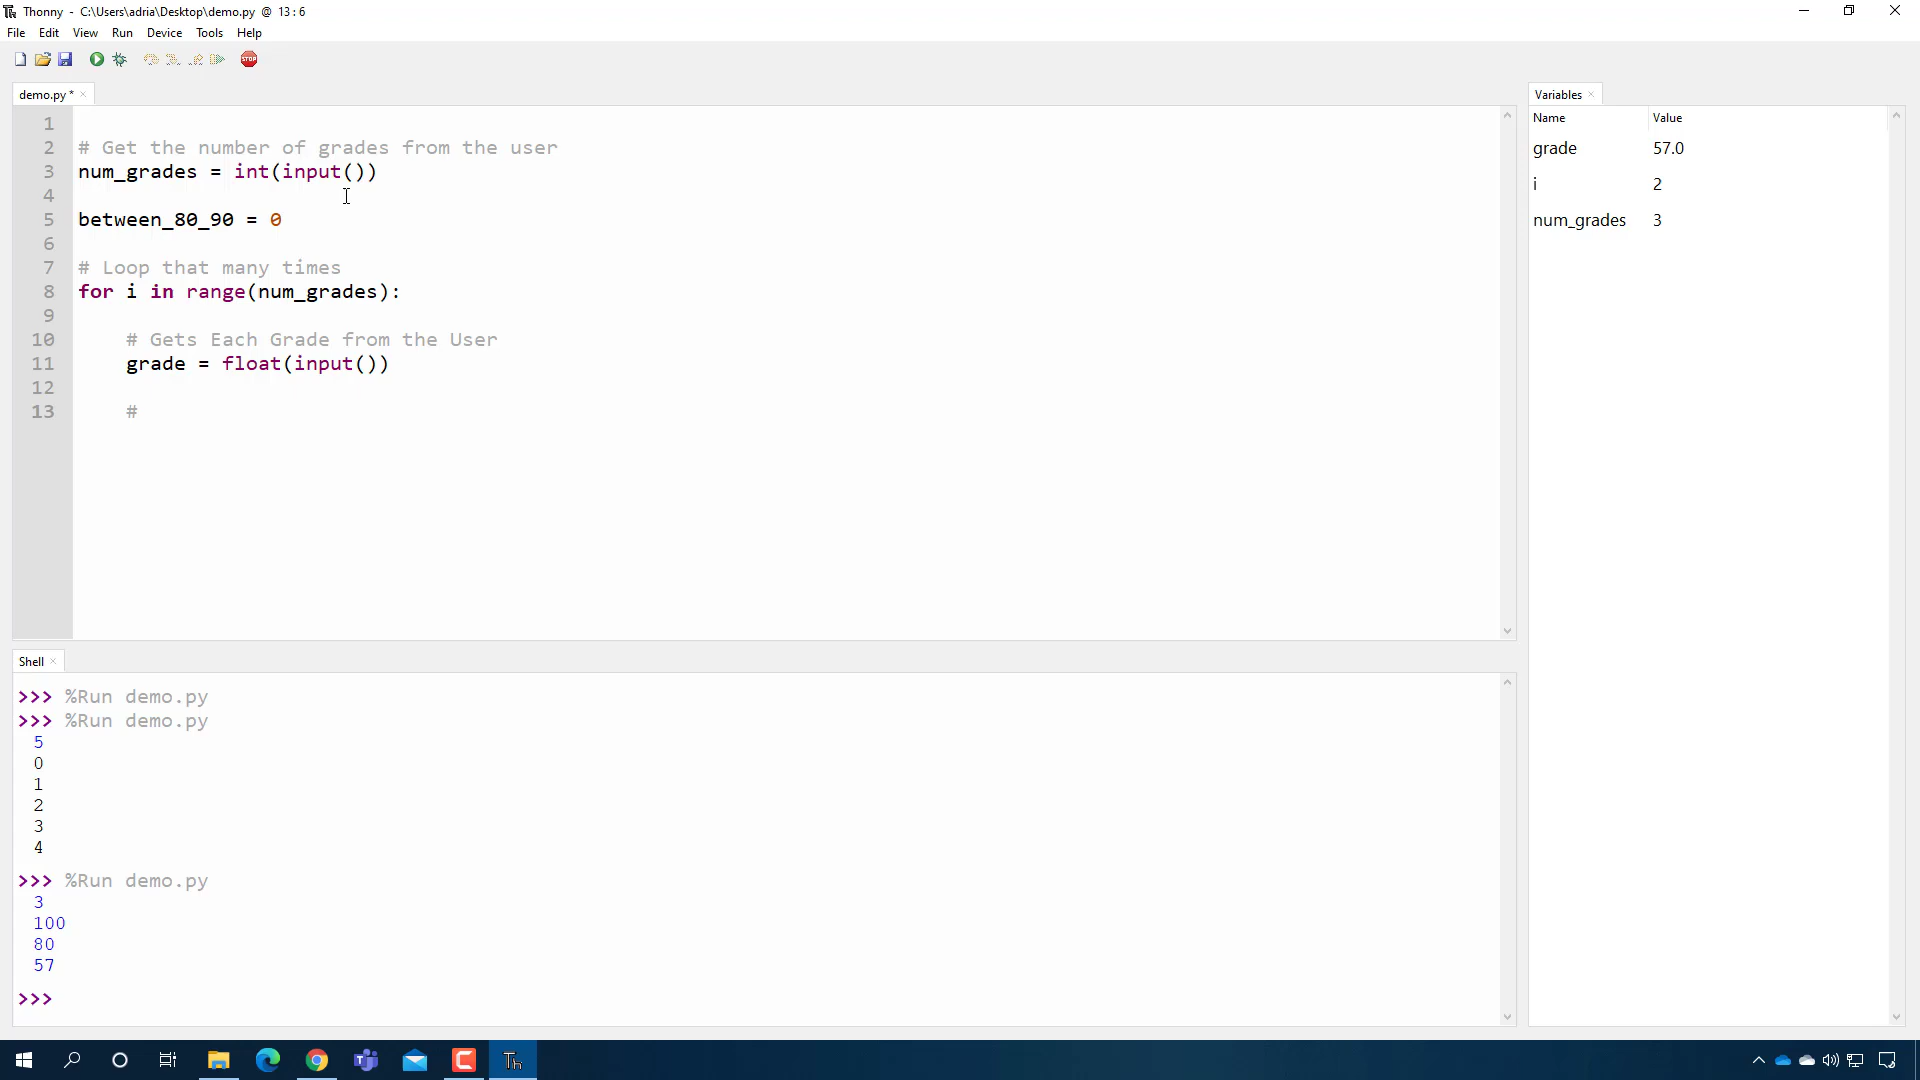 Thonny - C:\Users\adria\Desktop\demo.py @ 13 : 6
File Edit View Run Device Tools Help
STOP
demo.py * ×
Variables ×
1
2 # Get the number of grades from the user
3 num_grades = int(input())
4
5 between_80_90 = 0
6
7 # Loop that many times
8 for i in range(num_grades):
9
10 # Gets Each Grade from the User
11 grade = float(input())
12
13 #
Name Value
grade 57.0
i 2
num_grades 3
Shell ×
>>> %Run demo.py
>>> %Run demo.py
5
0
1
2
3
4
>>> %Run demo.py
3
100
80
57
>>>
Th